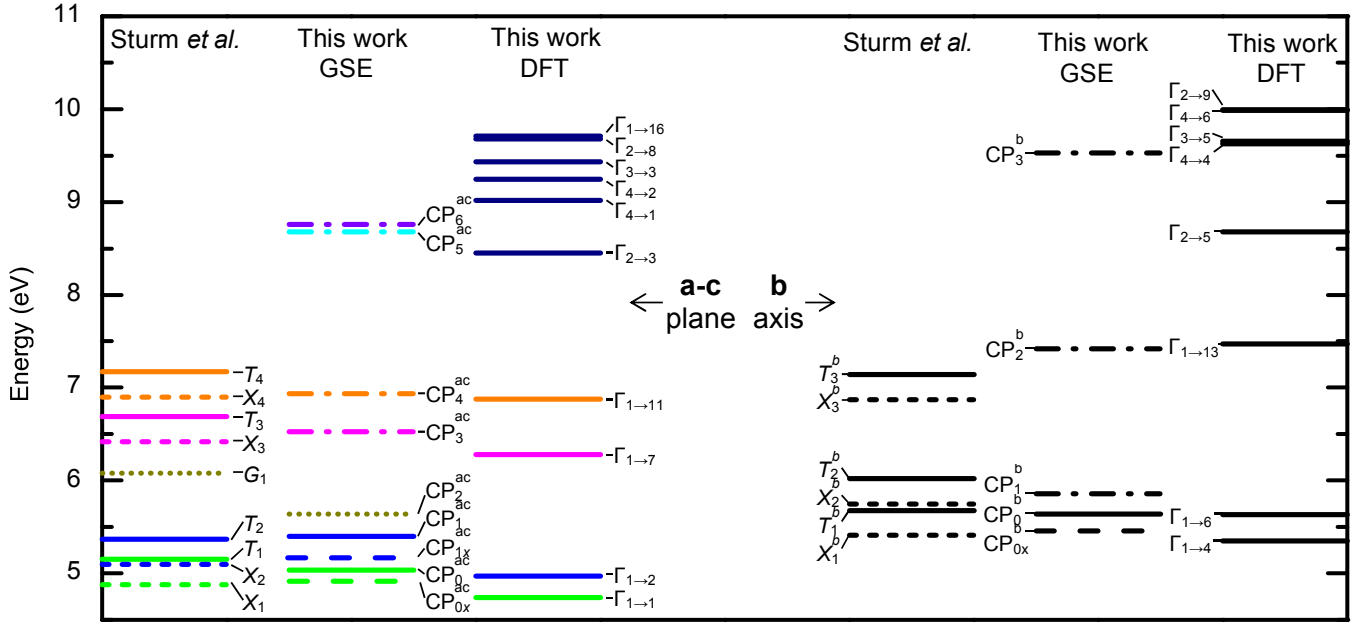 11
10
9
8
7
6
5
Energy (eV)
Sturm et al.
This work
GSE
This work
DFT
Sturm et al.
This work
GSE
This work
DFT
T₄
X₄
T₃
X₃
G₁
T₂
T₁
X₂
X₁
CP₆ᵃᶜ
CP₅ᵃᶜ
CP₄ᵃᶜ
CP₃ᵃᶜ
CP₂ᵃᶜ
CP₁ᵃᶜ
CP₁ₓᵃᶜ
CP₀ᵃᶜ
CP₀ₓᵃᶜ
Γ₁→₁₆
Γ₂→₈
Γ₃→₃
Γ₄→₂
Γ₄→₁
Γ₂→₃
Γ₁→₁₁
Γ₁→₇
Γ₁→₂
Γ₁→₁
a-c b
plane axis
T₃ᵇ
X₃ᵇ
T₂ᵇ
X₂ᵇ
T₁ᵇ
X₁ᵇ
CP₃ᵇ
CP₂ᵇ
CP₁ᵇ
CP₀ᵇ
CP₀ₓᵇ
Γ₂→₉
Γ₄→₆
Γ₃→₅
Γ₄→₄
Γ₂→₅
Γ₁→₁₃
Γ₁→₆
Γ₁→₄